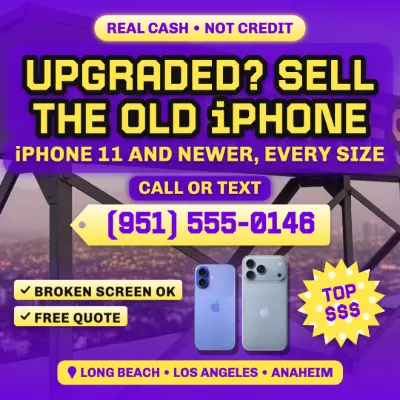 REAL CASH • NOT CREDIT
UPGRADED? SELL
THE OLD iPHONE
iPHONE 11 AND NEWER, EVERY SIZE
CALL OR TEXT
(951) 555-0146
✓ BROKEN SCREEN OK
✓ FREE QUOTE
TOP
$$$
LONG BEACH • LOS ANGELES • ANAHEIM